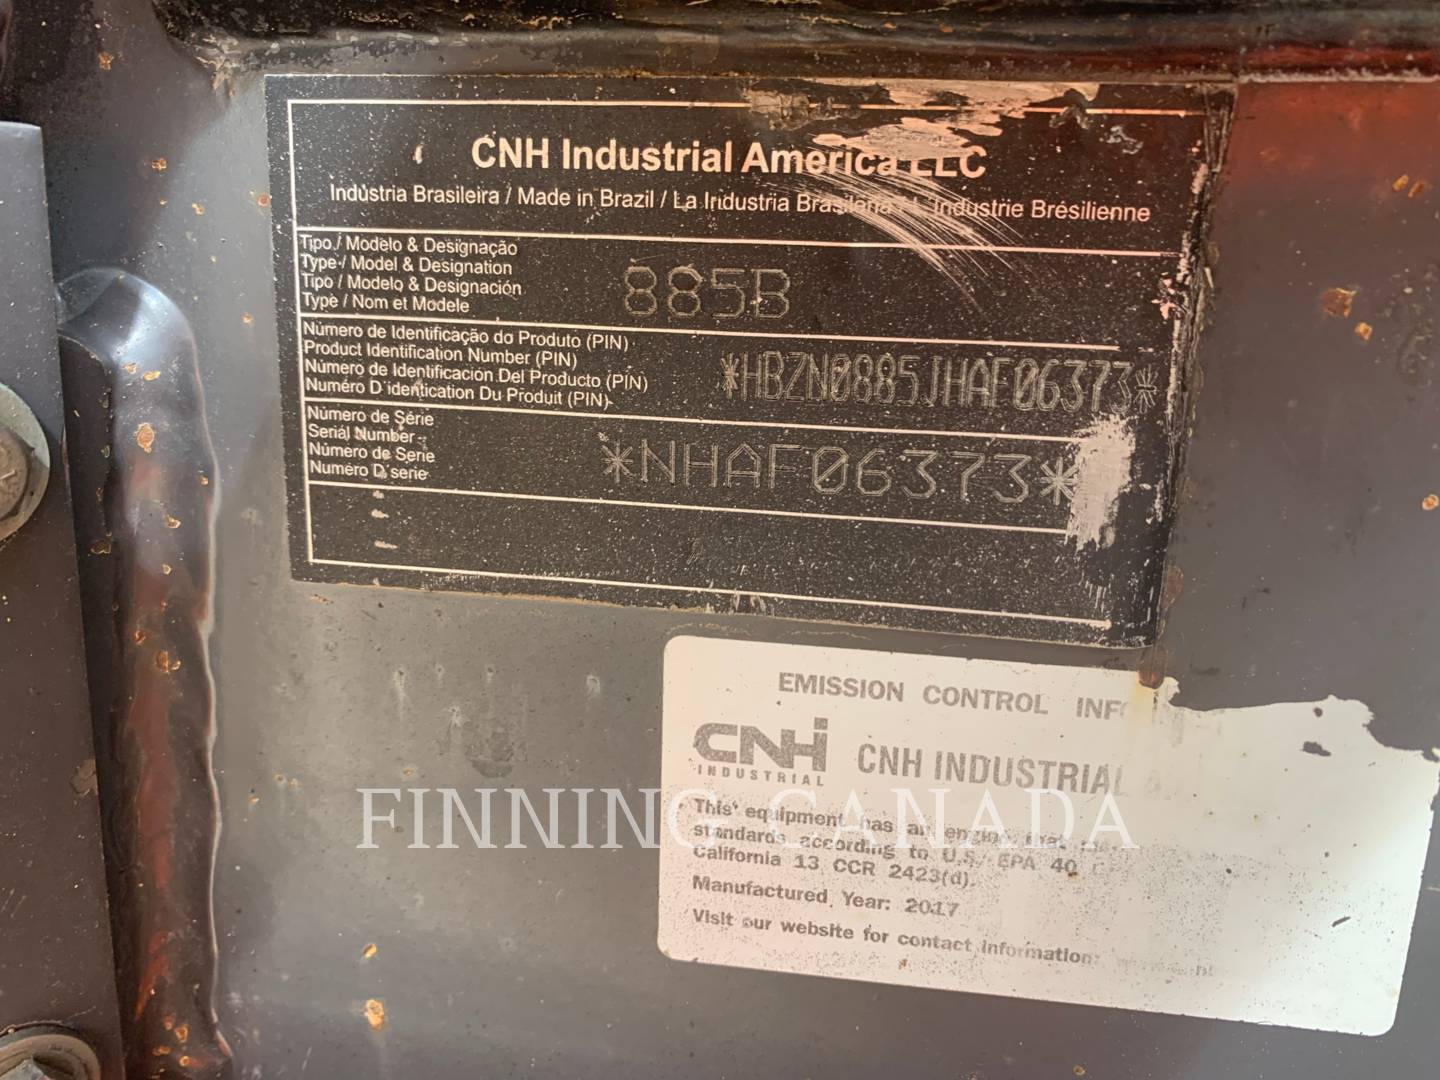 CNH Industrial America LLC
Indústria Brasileira / Made in Brazil / La Industria Brasileña / L' Industrie Brésilienne
Tipo / Modelo & Designação
Type / Model & Designation
Tipo / Modelo & Designación
Type / Nom et Modele
885B
Número de Identificação do Produto (PIN)
Product Identification Number (PIN)
Número de Identificación Del Producto (PIN)
Numéro D'identication Du Produit (PIN)
*HBZN0885JHAF06373*
Número de Série
Serial Number
Número de Serie
Numéro D'serie
*NHAF06373*
EMISSION CONTROL
CNH
INDUSTRIAL
CNH INDUSTRIAL
This equipment has an engine that
standards according to U.S. EPA 40
California 13 CCR 2423(d).
Manufactured Year: 2017
Visit our website for contact information:
FINNING CANADA